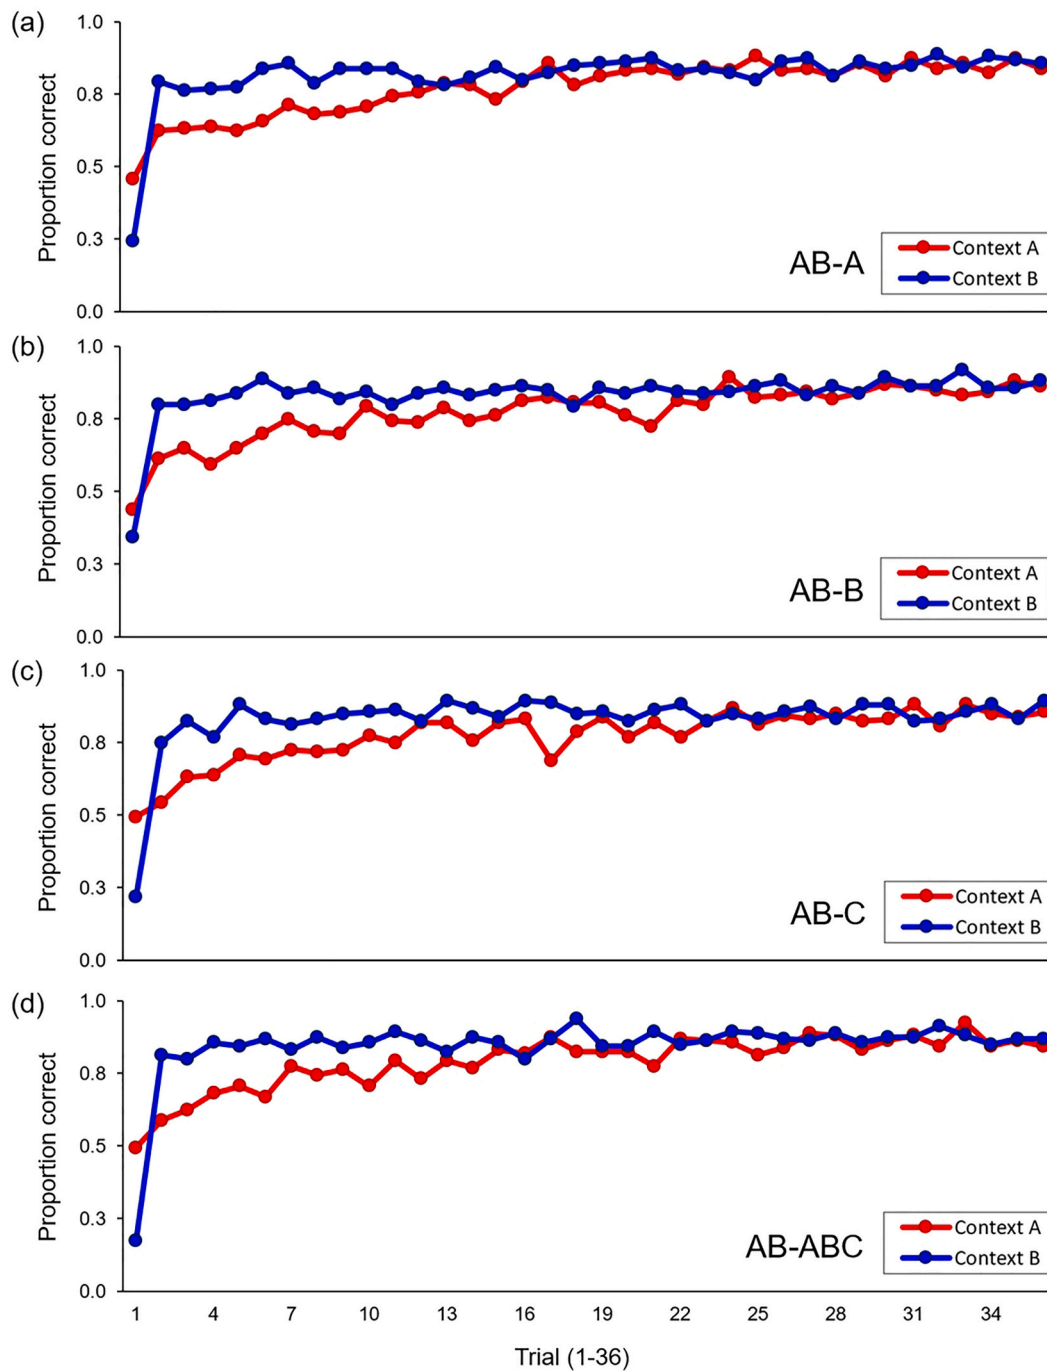 (a)
1.0
0.8
0.5
0.3
0.0
Proportion correct
AB-A
Context A
Context B
(b)
1.0
0.8
0.5
0.3
0.0
Proportion correct
AB-B
Context A
Context B
(c)
1.0
0.8
0.5
0.3
0.0
Proportion correct
AB-C
Context A
Context B
(d)
1.0
0.8
0.5
0.3
0.0
Proportion correct
AB-ABC
Context A
Context B
1 4 7 10 13 16 19 22 25 28 31 34
Trial (1-36)